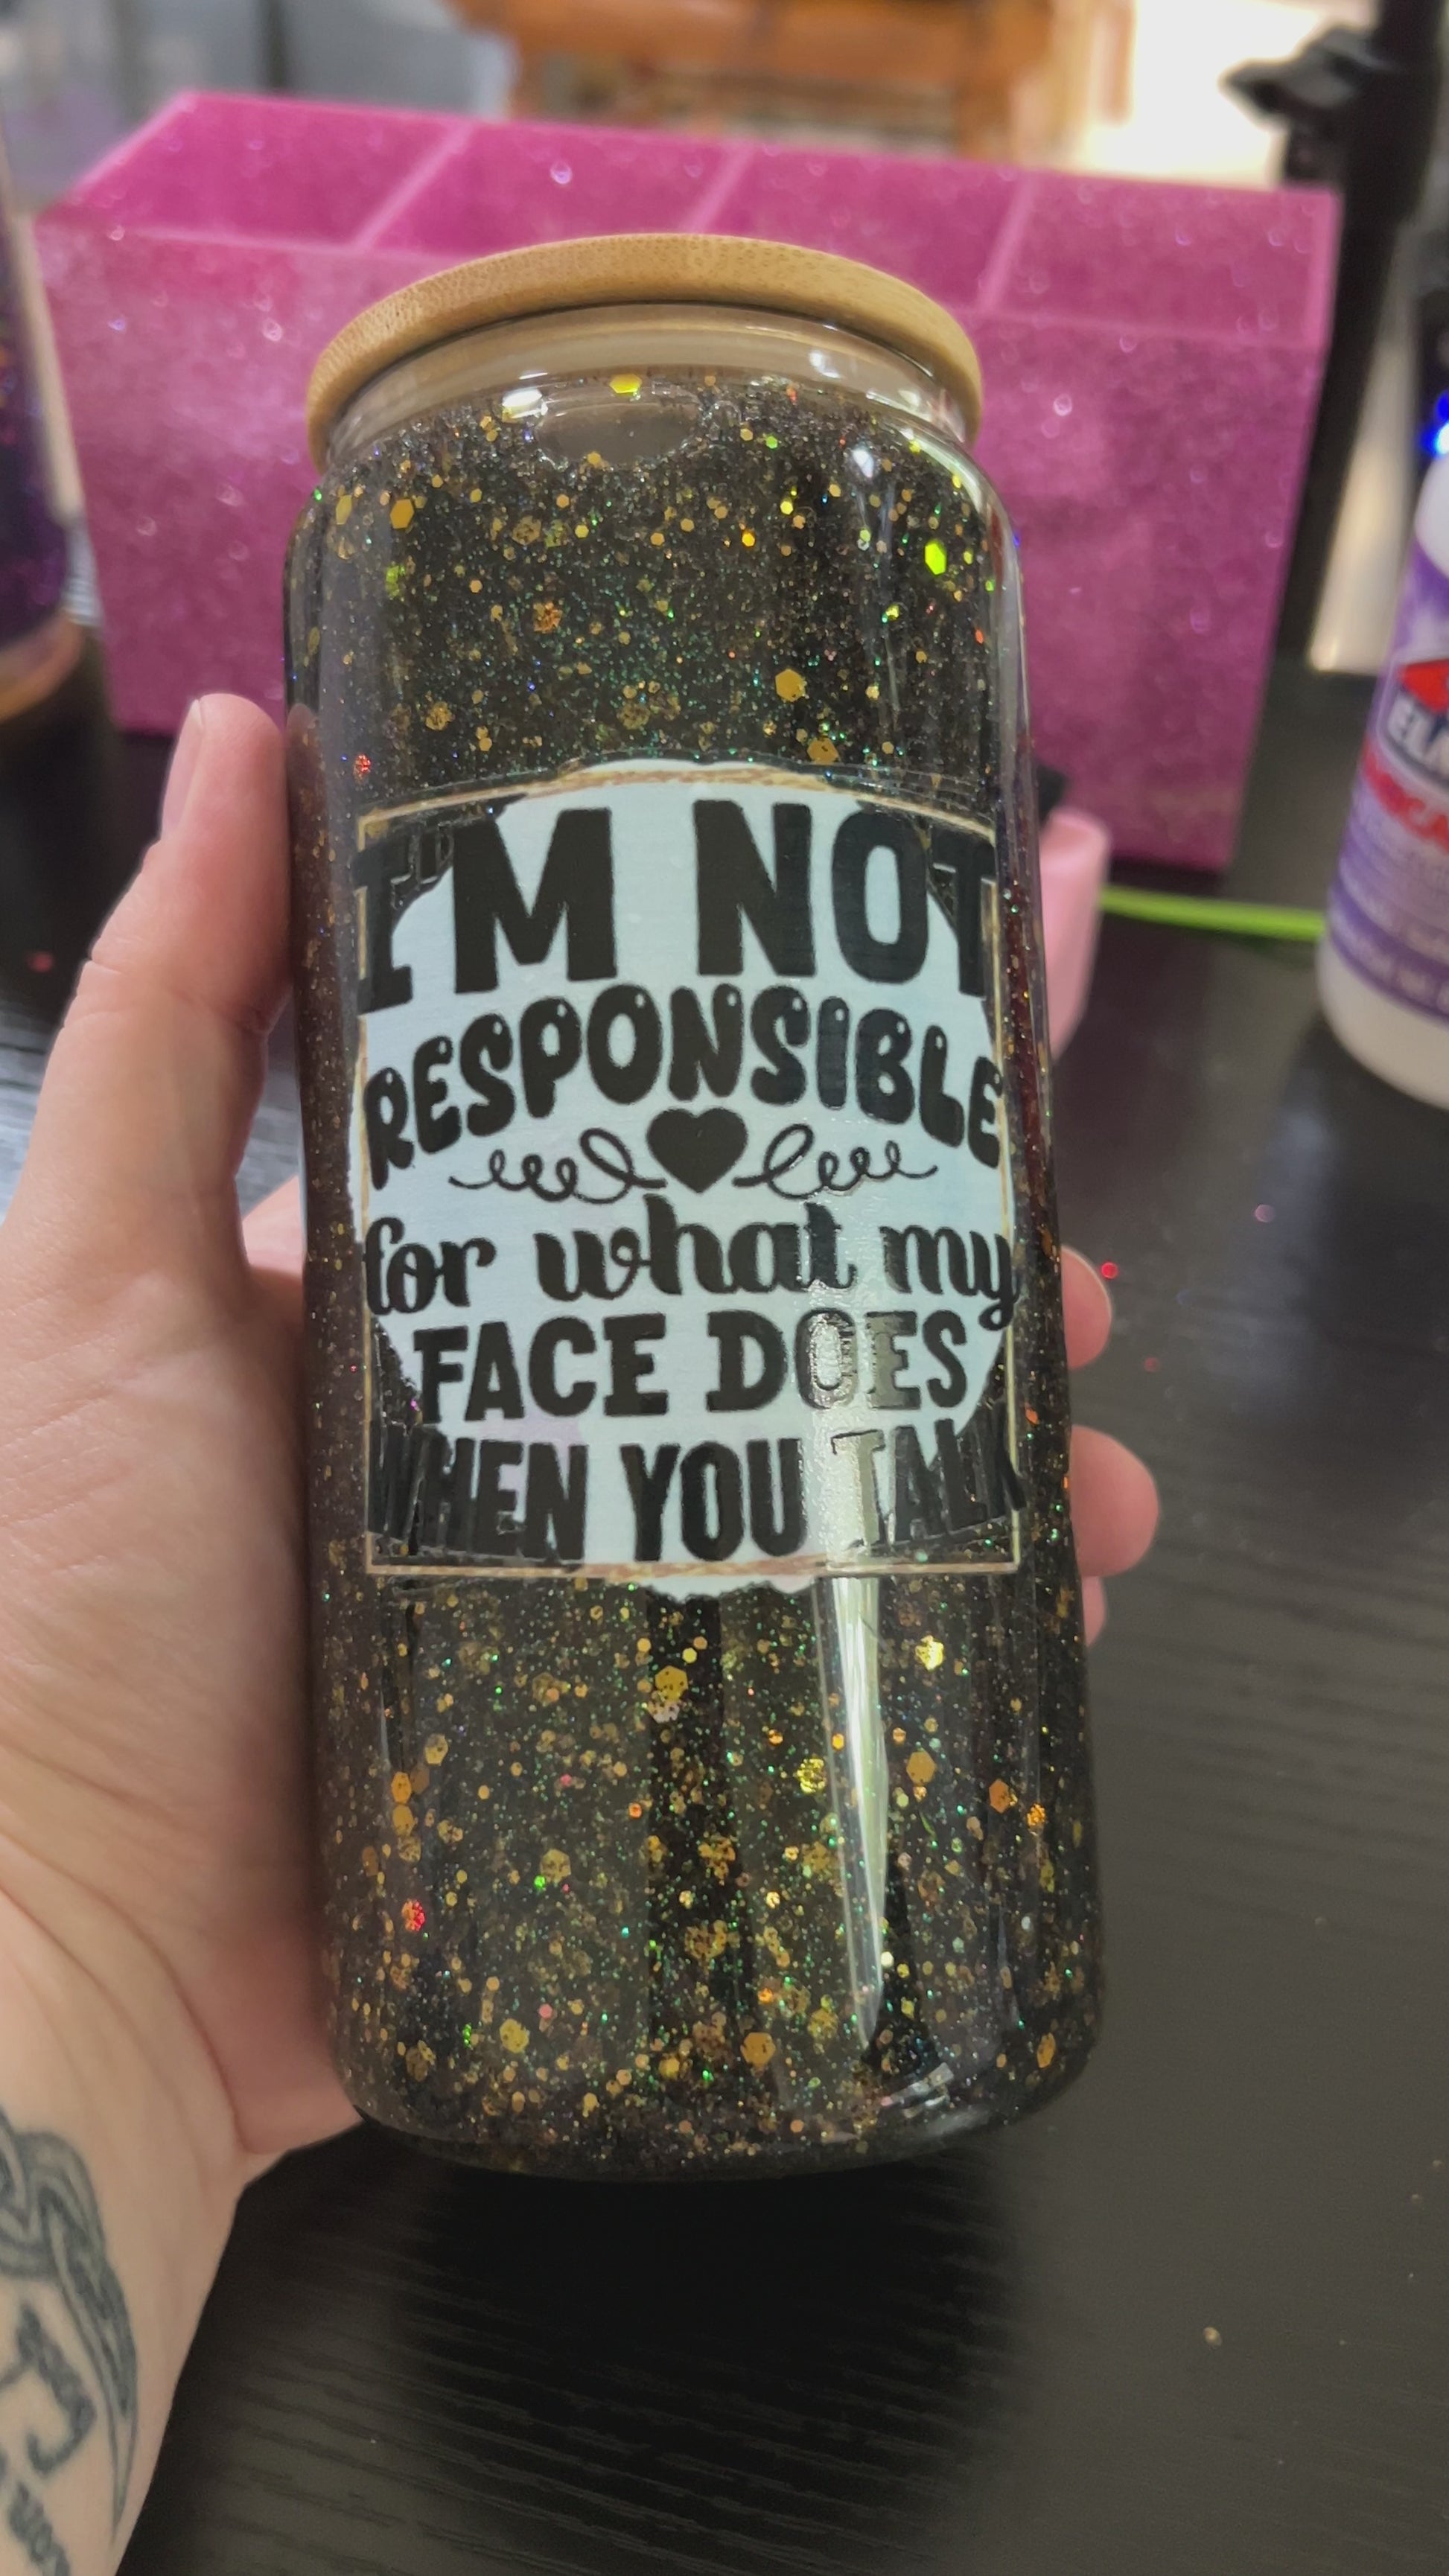 I'M NOT
RESPONSIBLE
for what my
FACE DOES
WHEN YOU TALK